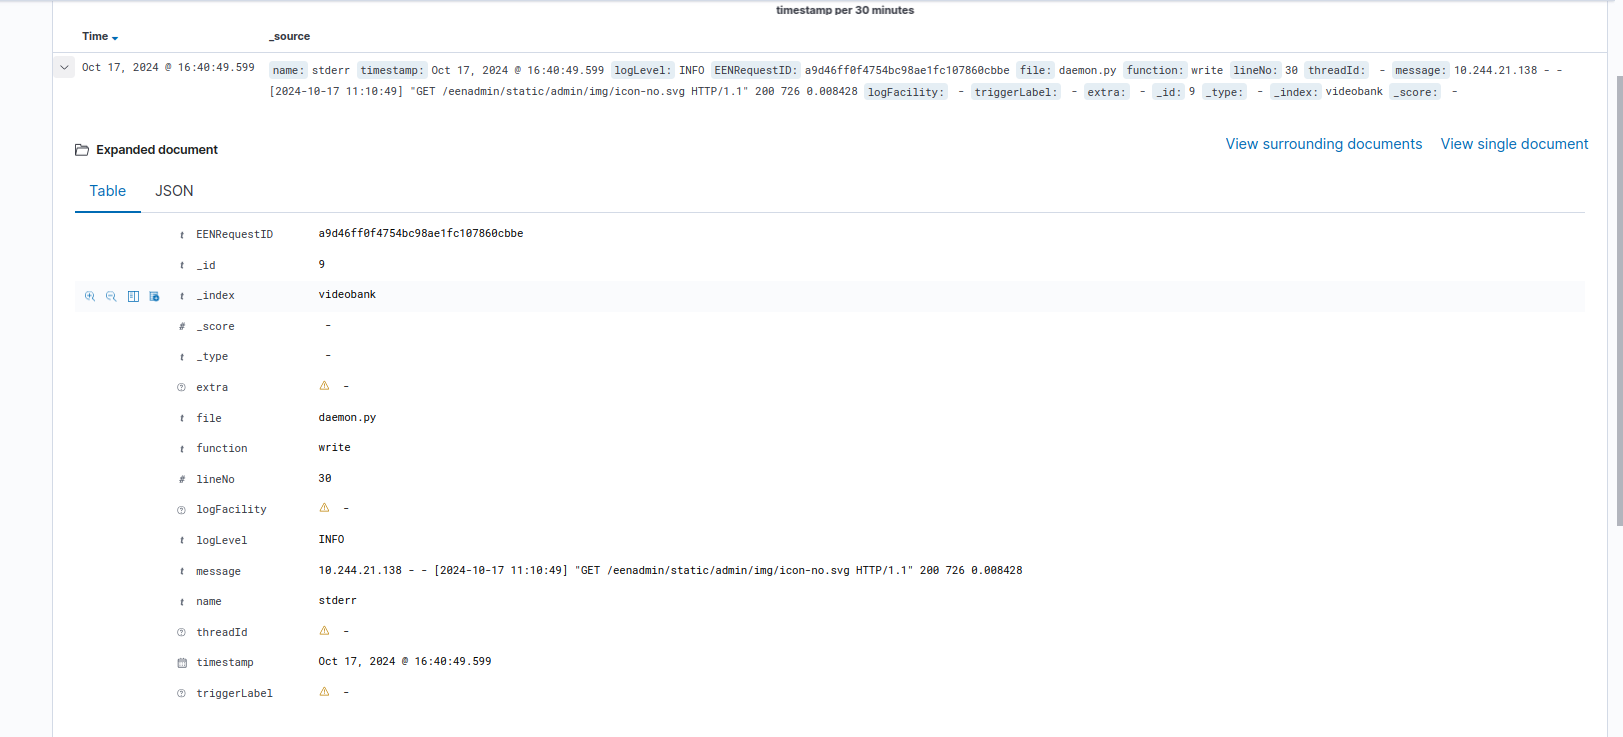 timestamp per 30 minutes
Time _source
Oct 17, 2024 @ 16:40:49.599 name: stderr timestamp: Oct 17, 2024 @ 16:40:49.599 logLevel: INFO EENRequestID: a9d46ff0f4754bc98ae1fc107860cbbe file: daemon.py function: write lineNo: 30 threadId: - message: 10.244.21.138 - -
[2024-10-17 11:10:49] "GET /eenadmin/static/admin/img/icon-no.svg HTTP/1.1" 200 726 0.008428 logFacility: - triggerLabel: - extra: - _id: 9 _type: - _index: videobank _score: -
Expanded document View surrounding documents View single document
Table JSON
t EENRequestID a9d46ff0f4754bc98ae1fc107860cbbe
t _id 9
t _index videobank
# _score -
t _type -
? extra -
t file daemon.py
t function write
# lineNo 30
? logFacility -
t logLevel INFO
t message 10.244.21.138 - - [2024-10-17 11:10:49] "GET /eenadmin/static/admin/img/icon-no.svg HTTP/1.1" 200 726 0.008428
t name stderr
? threadId -
timestamp Oct 17, 2024 @ 16:40:49.599
? triggerLabel -